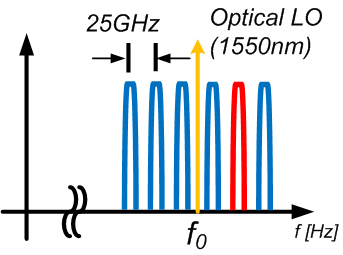 25GHz
Optical LO
(1550nm)
f0
f [Hz]